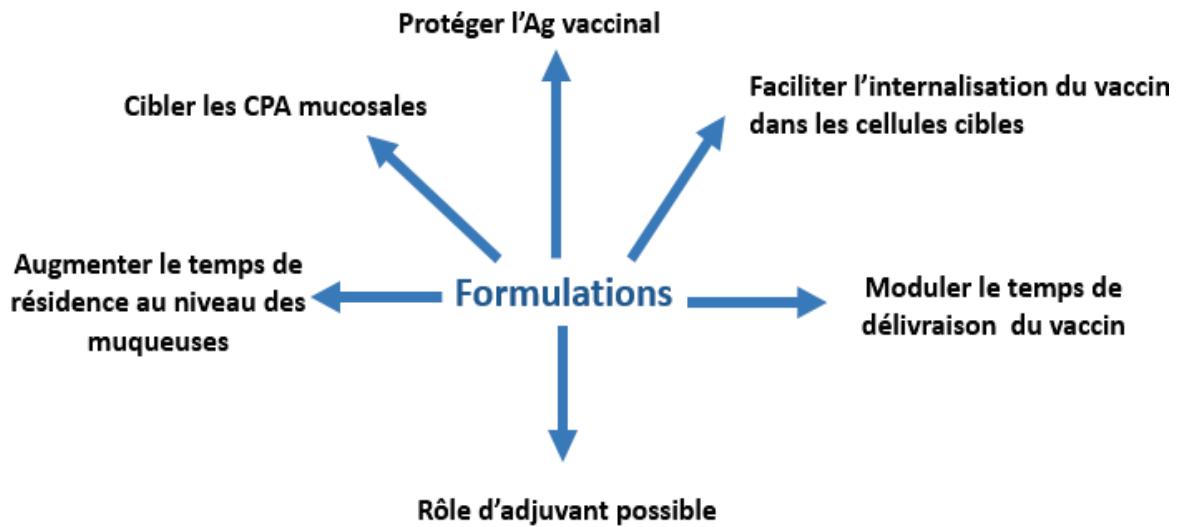 Protéger l'Ag vaccinal
Cibler les CPA mucosales
Faciliter l'internalisation du vaccin
dans les cellules cibles
Augmenter le temps de
résidence au niveau des
muqueuses
Formulations
Moduler le temps de
délivraison du vaccin
Rôle d'adjuvant possible